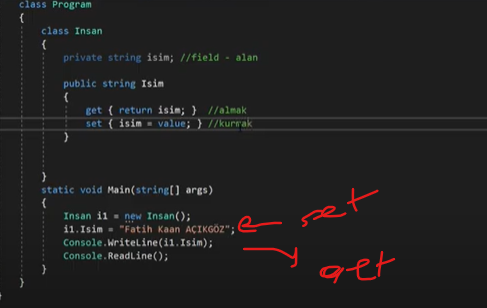 class Program
{
class Insan
{
private string isim; //field - alan
public string Isim
{
get { return isim; } //almak
set { isim = value; } //kurmak
}
}
static void Main(string[] args)
{
Insan i1 = new Insan();
i1.Isim = "Fatih Kaan AÇIKGÖZ"; set
Console.WriteLine(i1.Isim);
Console.ReadLine(); get
}
}
}